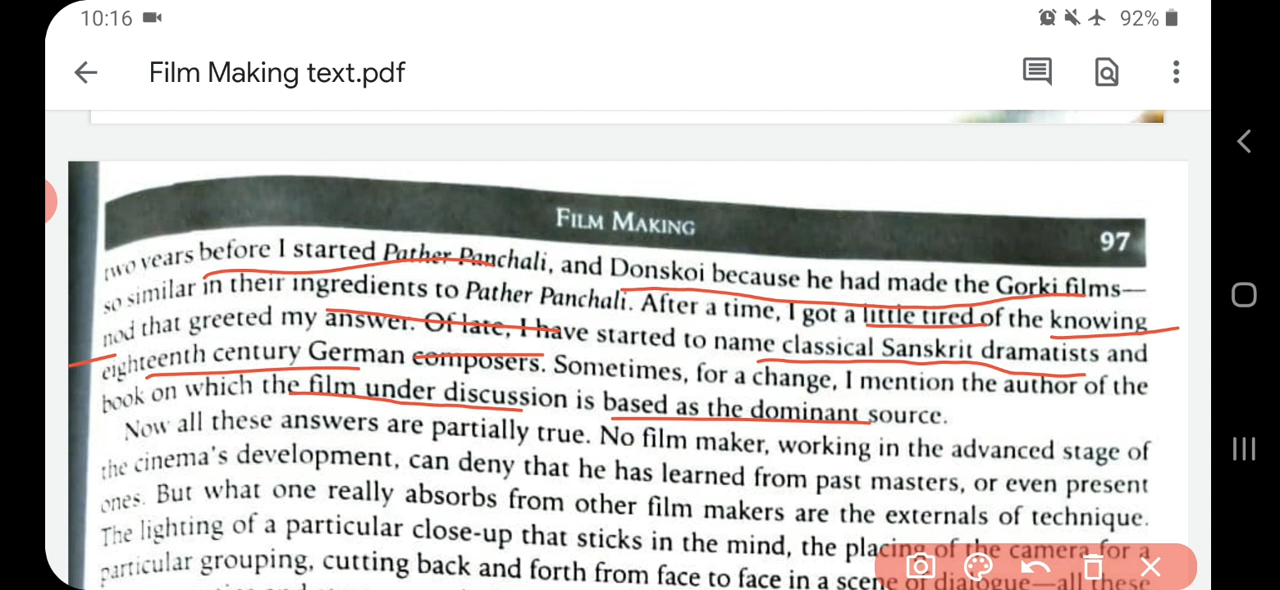 10:16
92%
Film Making text.pdf
FILM MAKING
97
two years before I started Pather Panchali, and Donskoi because he had made the Gorki films—
so similar in their ingredients to Pather Panchali. After a time, I got a little tired of the knowing
nod that greeted my answer. Of late, I have started to name classical Sanskrit dramatists and
eighteenth century German composers. Sometimes, for a change, I mention the author of the
book on which the film under discussion is based as the dominant source.
Now all these answers are partially true. No film maker, working in the advanced stage of
the cinema's development, can deny that he has learned from past masters, or even present
ones. But what one really absorbs from other film makers are the externals of technique.
The lighting of a particular close-up that sticks in the mind, the placing of the camera for a
particular grouping, cutting back and forth from face to face in a scene of dialogue—all these